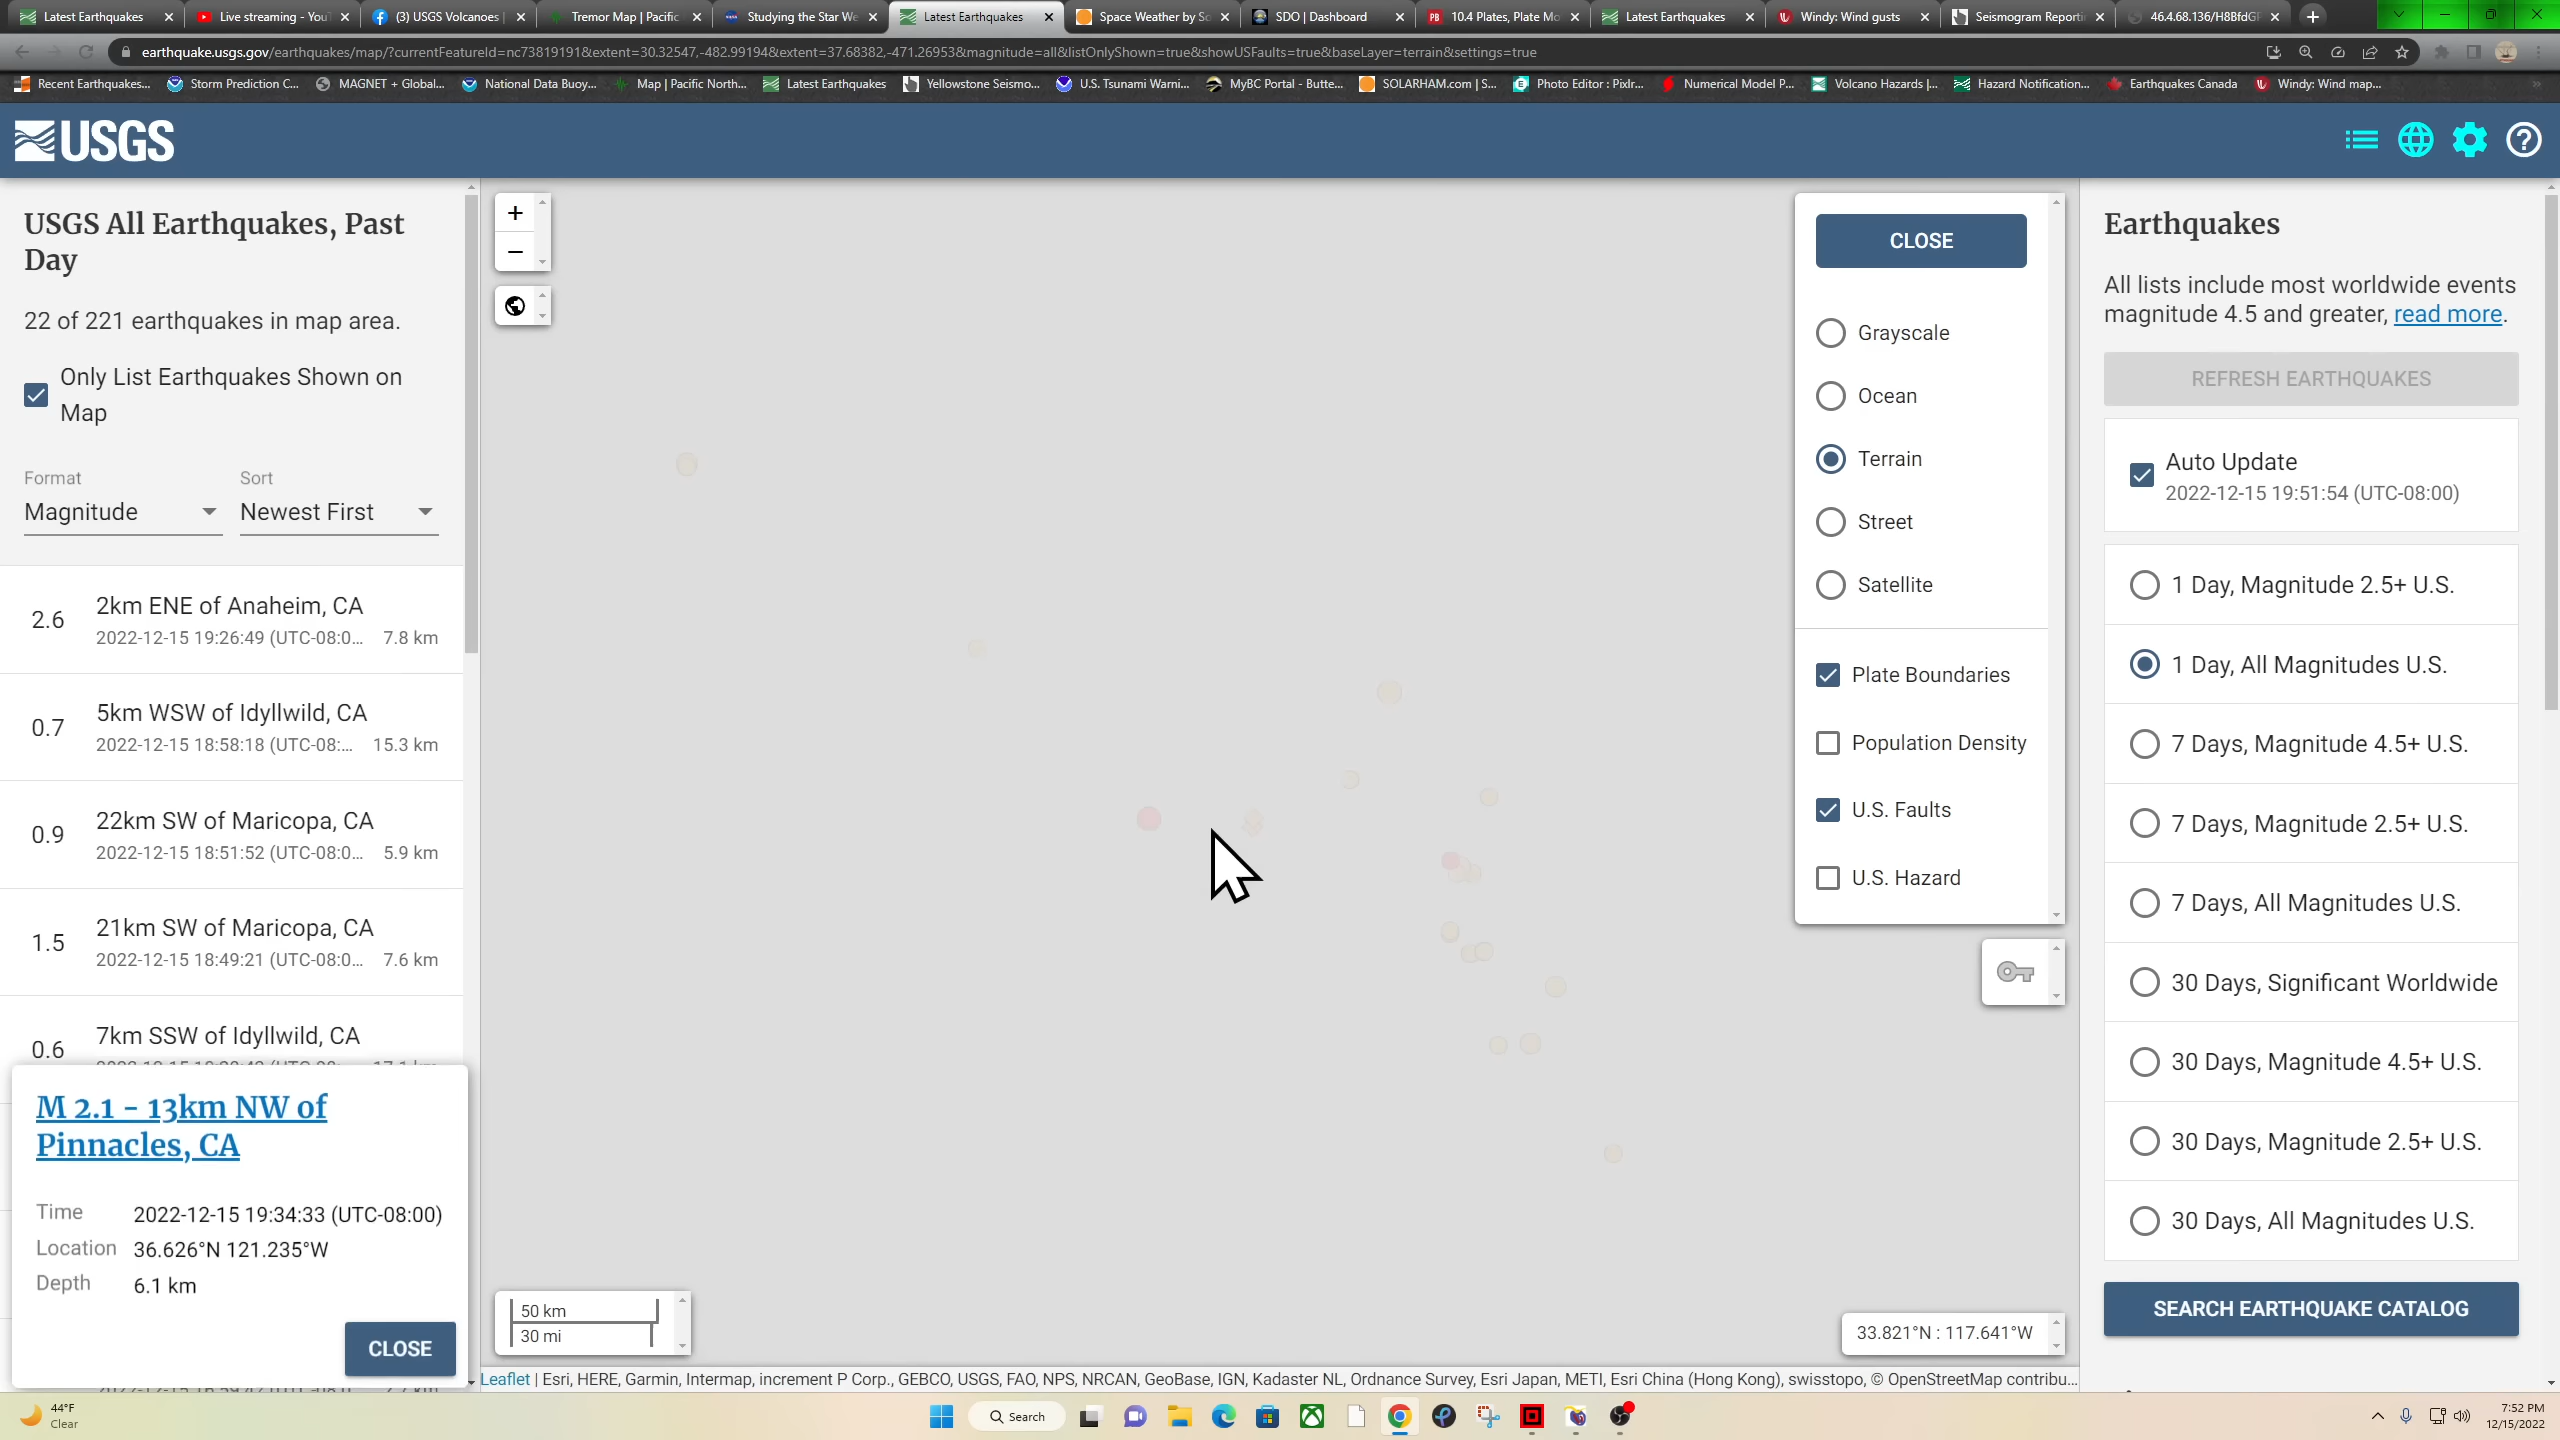 Latest Earthquakes
Live streaming - You
(3) USGS Volcanoes |
Tremor Map | Pacific
Studying the Star We
Latest Earthquakes
Space Weather by So
SDO | Dashboard
10.4 Plates, Plate Mo
Latest Earthquakes
Windy: Wind gusts
Seismogram Reporti
46.4.68.136/H8BfdGF
earthquake.usgs.gov/earthquakes/map/?currentFeatureId=nc73819191&extent=30.32547,-482.99194&extent=37.68382,-471.26953&magnitude=all&listOnlyShown=true&showUSFaults=true&baseLayer=terrain&settings=true
Recent Earthquakes...
Storm Prediction C...
MAGNET + Global...
National Data Buoy...
Map | Pacific North...
Latest Earthquakes
Yellowstone Seismo...
U.S. Tsunami Warni...
MyBC Portal - Butte...
SOLARHAM.com | S...
Photo Editor : Pixlr...
Numerical Model P...
Volcano Hazards |...
Hazard Notification...
Earthquakes Canada
Windy: Wind map...
USGS
USGS All Earthquakes, Past
Day
22 of 221 earthquakes in map area.
Only List Earthquakes Shown on
Map
Format
Sort
Magnitude
Newest First
2.6
2km ENE of Anaheim, CA
2022-12-15 19:26:49 (UTC-08:0...
7.8 km
0.7
5km WSW of Idyllwild, CA
2022-12-15 18:58:18 (UTC-08:...
15.3 km
0.9
22km SW of Maricopa, CA
2022-12-15 18:51:52 (UTC-08:0...
5.9 km
1.5
21km SW of Maricopa, CA
2022-12-15 18:49:21 (UTC-08:0...
7.6 km
0.6
7km SSW of Idyllwild, CA
M 2.1 - 13km NW of
Pinnacles, CA
Time 2022-12-15 19:34:33 (UTC-08:00)
Location 36.626°N 121.235°W
Depth 6.1 km
CLOSE
50 km
30 mi
CLOSE
Grayscale
Ocean
Terrain
Street
Satellite
Plate Boundaries
Population Density
U.S. Faults
U.S. Hazard
33.821°N : 117.641°W
Leaflet | Esri, HERE, Garmin, Intermap, increment P Corp., GEBCO, USGS, FAO, NPS, NRCAN, GeoBase, IGN, Kadaster NL, Ordnance Survey, Esri Japan, METI, Esri China (Hong Kong), swisstopo, © OpenStreetMap contribu...
Earthquakes
All lists include most worldwide events
magnitude 4.5 and greater, read more.
REFRESH EARTHQUAKES
Auto Update
2022-12-15 19:51:54 (UTC-08:00)
1 Day, Magnitude 2.5+ U.S.
1 Day, All Magnitudes U.S.
7 Days, Magnitude 4.5+ U.S.
7 Days, Magnitude 2.5+ U.S.
7 Days, All Magnitudes U.S.
30 Days, Significant Worldwide
30 Days, Magnitude 4.5+ U.S.
30 Days, Magnitude 2.5+ U.S.
30 Days, All Magnitudes U.S.
SEARCH EARTHQUAKE CATALOG
44°F
Clear
Search
7:52 PM
12/15/2022